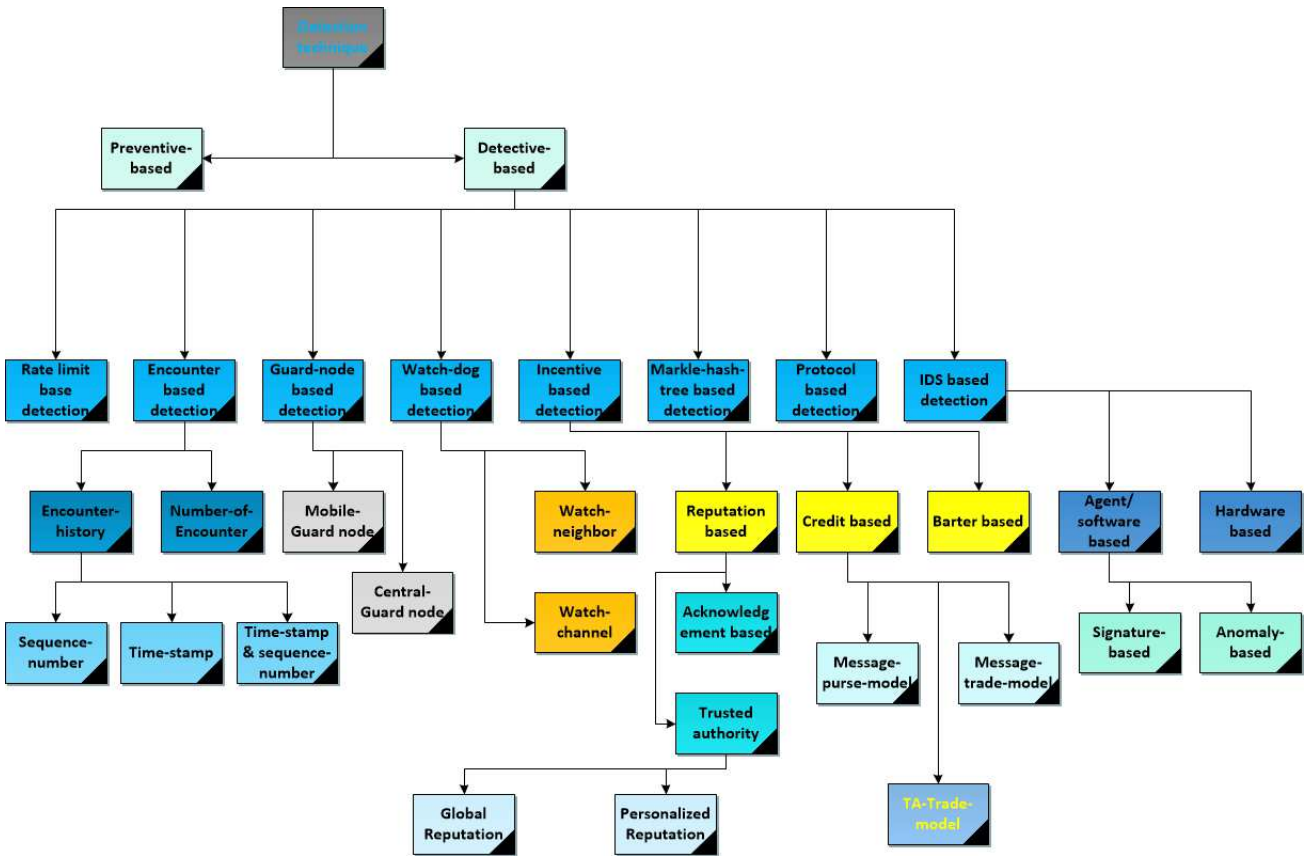 Detection
technique
Preventive-
based
Detective-
based
Rate limit
base
detection
Encounter
based
detection
Guard-node
based
detection
Watch-dog
based
detection
Incentive
based
detection
Markle-hash-
tree based
detection
Protocol
based
detection
IDS based
detection
Encounter-
history
Number-of-
Encounter
Mobile-
Guard node
Watch-
neighbor
Reputation
based
Credit based
Barter based
Agent/
software
based
Hardware
based
Central-
Guard node
Sequence-
number
Time-stamp
Time-stamp
& sequence-
number
Watch-
channel
Acknowledg
ement based
Signature-
based
Anomaly-
based
Message-
purse-model
Message-
trade-model
Trusted
authority
Global
Reputation
Personalized
Reputation
TA-Trade-
model